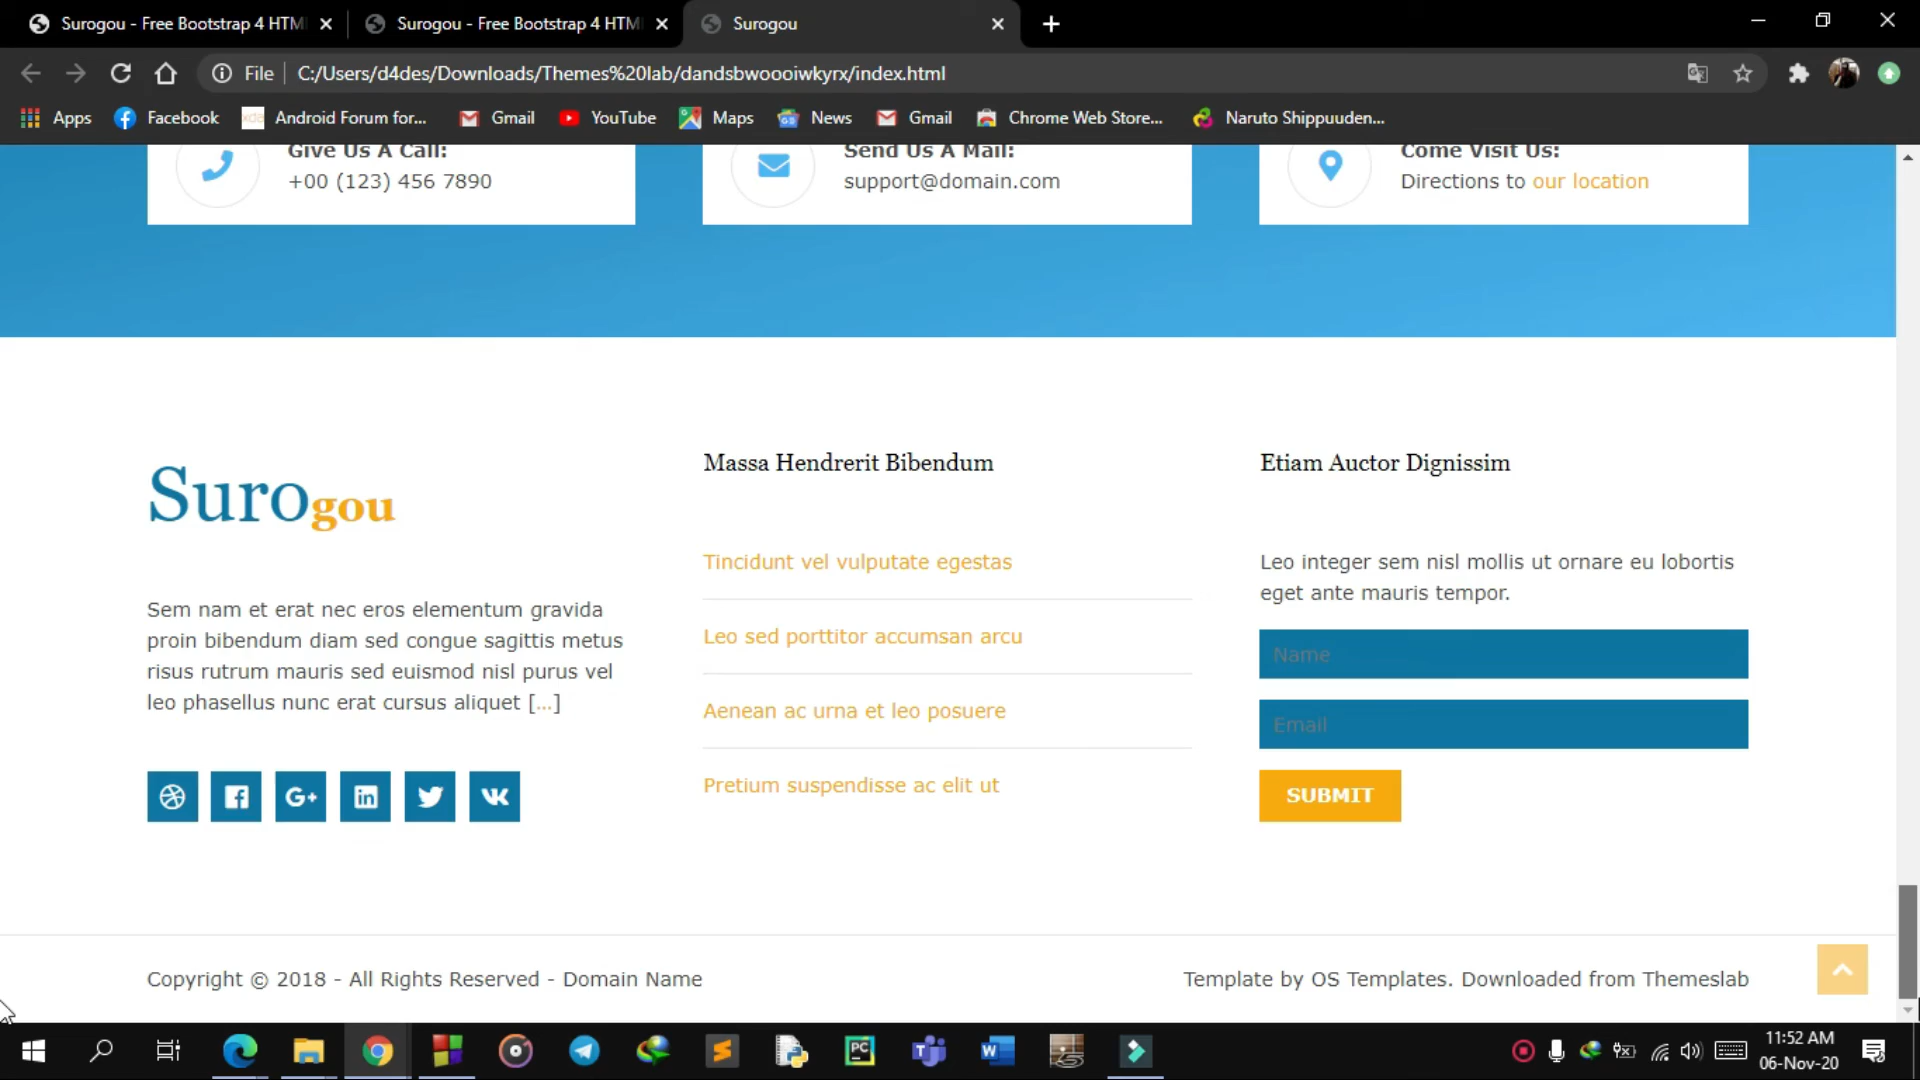 Surogou - Free Bootstrap 4 HTM
Surogou - Free Bootstrap 4 HTM
Surogou
File
C:/Users/d4des/Downloads/Themes%20lab/dandsbwoooiwkyrx/index.html
Apps
Facebook
Android Forum for...
Gmail
YouTube
Maps
News
Gmail
Chrome Web Store...
Naruto Shippuuden...
Give Us A Call:
+00 (123) 456 7890
Send Us A Mail:
support@domain.com
Come Visit Us:
Directions to our location
Surogou
Sem nam et erat nec eros elementum gravida
proin bibendum diam sed congue sagittis metus
risus rutrum mauris sed euismod nisl purus vel
leo phasellus nunc erat cursus aliquet [...]
Massa Hendrerit Bibendum
Tincidunt vel vulputate egestas
Leo sed porttitor accumsan arcu
Aenean ac urna et leo posuere
Pretium suspendisse ac elit ut
Etiam Auctor Dignissim
Leo integer sem nisl mollis ut ornare eu lobortis
eget ante mauris tempor.
Name
Email
SUBMIT
Copyright © 2018 - All Rights Reserved - Domain Name
Template by OS Templates. Downloaded from Themeslab
11:52 AM
06-Nov-20